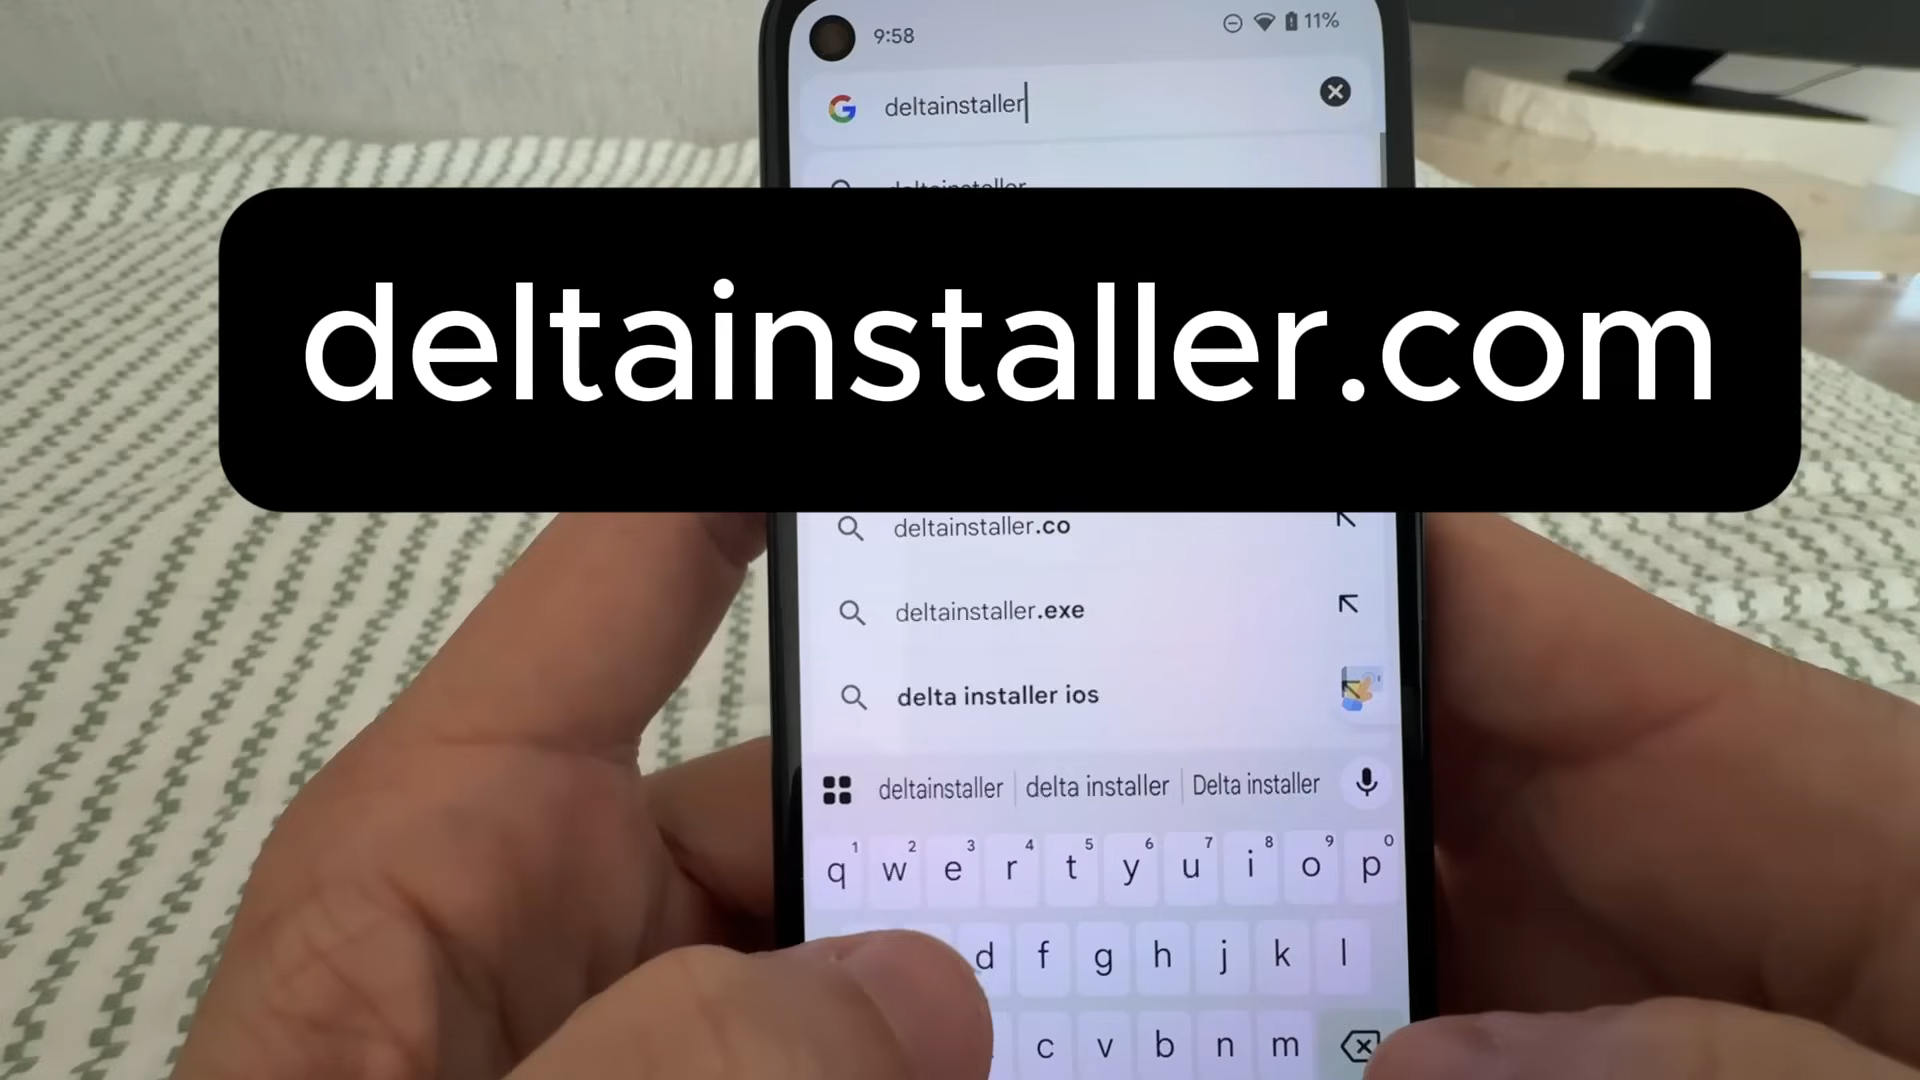 9:58
11%
deltainstaller
deltainstaller
deltainstaller.com
deltainstaller.co
deltainstaller.exe
delta installer ios
deltainstaller delta installer Delta installer
1 2 3 4 5 6 7 8 9 0
q w e r t y u i o p
d f g h j k l
c v b n m